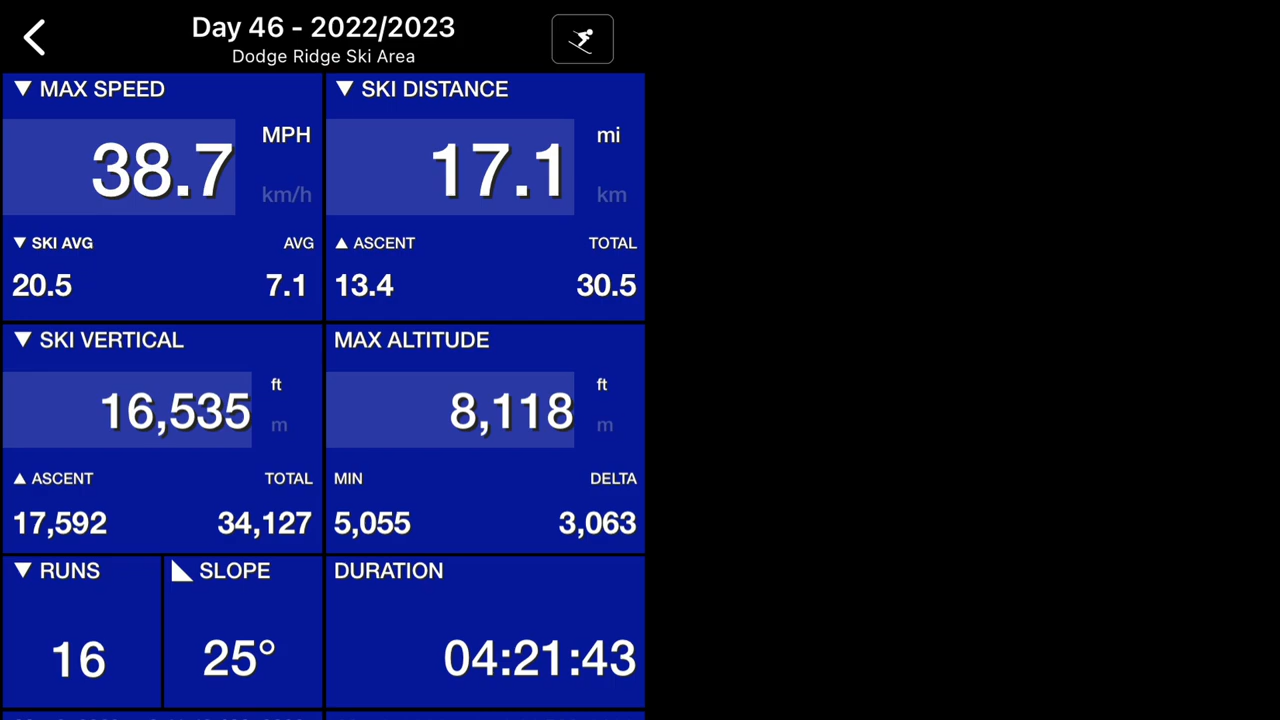 Day 46 - 2022/2023
Dodge Ridge Ski Area
▼ MAX SPEED
38.7 MPH
km/h
▼ SKI AVG AVG
20.5 7.1
▼ SKI DISTANCE
17.1 mi
km
▲ ASCENT TOTAL
13.4 30.5
▼ SKI VERTICAL
16,535 ft
m
▲ ASCENT TOTAL
17,592 34,127
MAX ALTITUDE
8,118 ft
m
MIN DELTA
5,055 3,063
▼ RUNS
16
SLOPE
25°
DURATION
04:21:43